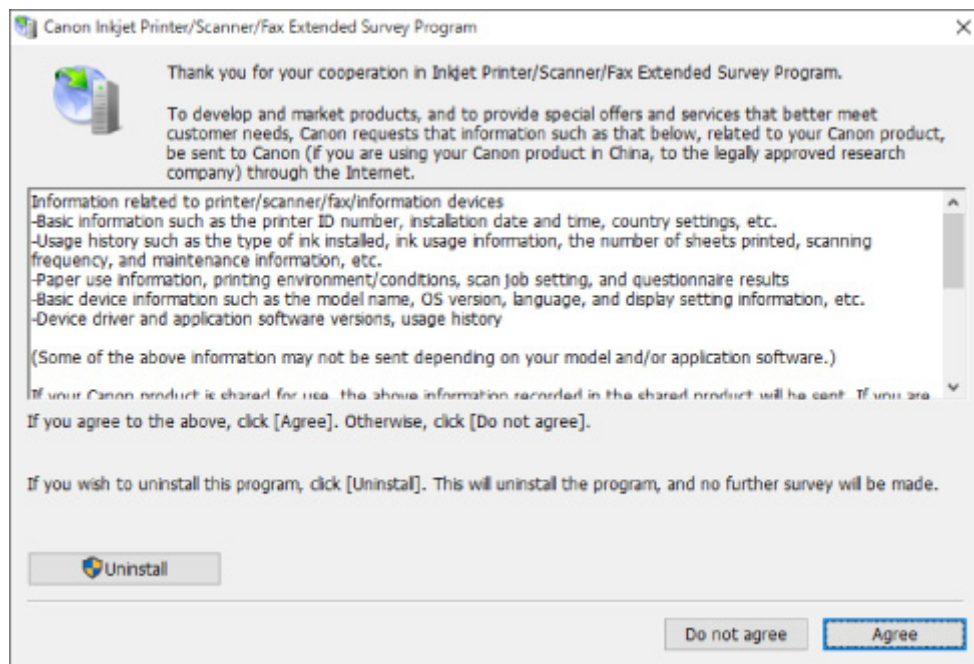 Canon Inkjet Printer/Scanner/Fax Extended Survey Program
Thank you for your cooperation in Inkjet Printer/Scanner/Fax Extended Survey Program.
To develop and market products, and to provide special offers and services that better meet
customer needs, Canon requests that information such as that below, related to your Canon product,
be sent to Canon (if you are using your Canon product in China, to the legally approved research
company) through the Internet.
Information related to printer/scanner/fax/information devices
-Basic information such as the printer ID number, installation date and time, country settings, etc.
-Usage history such as the type of ink installed, ink usage information, the number of sheets printed, scanning
frequency, and maintenance information, etc.
-Paper use information, printing environment/conditions, scan job setting, and questionnaire results
-Basic device information such as the model name, OS version, language, and display setting information, etc.
-Device driver and application software versions, usage history
(Some of the above information may not be sent depending on your model and/or application software.)
If your Canon product is shared for use, the above information recorded in the shared product will be sent. If you are
If you agree to the above, click [Agree]. Otherwise, click [Do not agree].
If you wish to uninstall this program, click [Uninstall]. This will uninstall the program, and no further survey will be made.
Uninstall
Do not agree
Agree